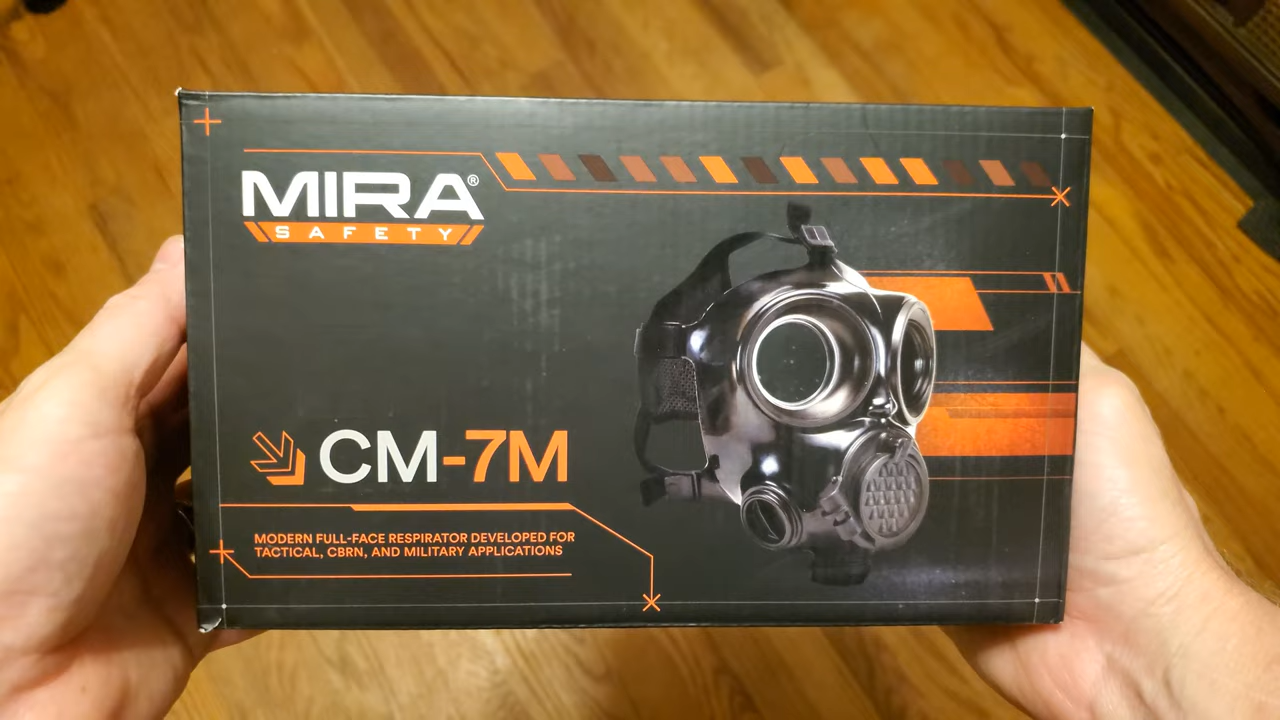 MIRA®
SAFETY
CM-7M
MODERN FULL-FACE RESPIRATOR DEVELOPED FOR
TACTICAL, CBRN, AND MILITARY APPLICATIONS